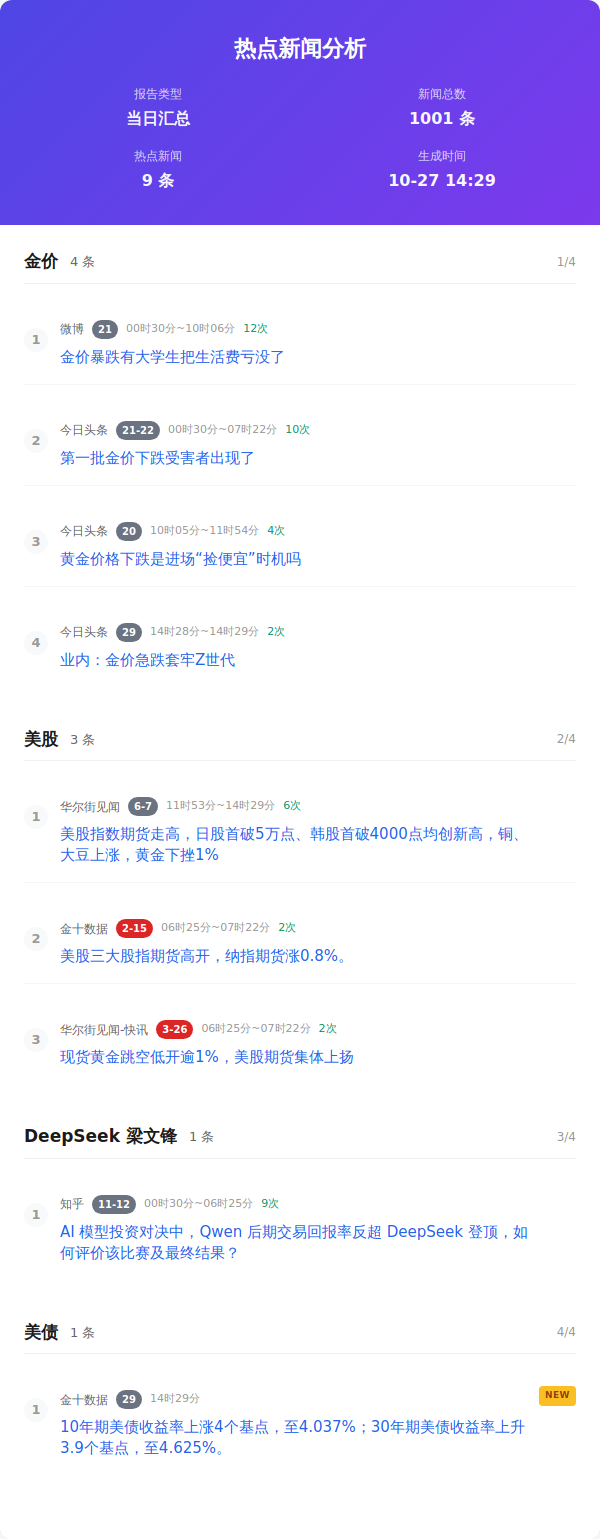 热点新闻分析
报告类型
新闻总数
当日汇总
1001 条
热点新闻
生成时间
9 条
10-27 14:29
金价 4 条 1/4
1
微博 21 00时30分~10时06分 12次
金价暴跌有大学生把生活费亏没了
2
今日头条 21-22 00时30分~07时22分 10次
第一批金价下跌受害者出现了
3
今日头条 20 10时05分~11时54分 4次
黄金价格下跌是进场“捡便宜”时机吗
4
今日头条 29 14时28分~14时29分 2次
业内：金价急跌套牢Z世代
美股 3 条 2/4
1
华尔街见闻 6-7 11时53分~14时29分 6次
美股指数期货走高，日股首破5万点、韩股首破4000点均创新高，铜、
大豆上涨，黄金下挫1%
2
金十数据 2-15 06时25分~07时22分 2次
美股三大股指期货高开，纳指期货涨0.8%。
3
华尔街见闻-快讯 3-26 06时25分~07时22分 2次
现货黄金跳空低开逾1%，美股期货集体上扬
DeepSeek 梁文锋 1 条 3/4
1
知乎 11-12 00时30分~06时25分 9次
AI 模型投资对决中，Qwen 后期交易回报率反超 DeepSeek 登顶，如
何评价该比赛及最终结果？
美债 1 条 4/4
1
金十数据 29 14时29分 NEW
10年期美债收益率上涨4个基点，至4.037%；30年期美债收益率上升
3.9个基点，至4.625%。